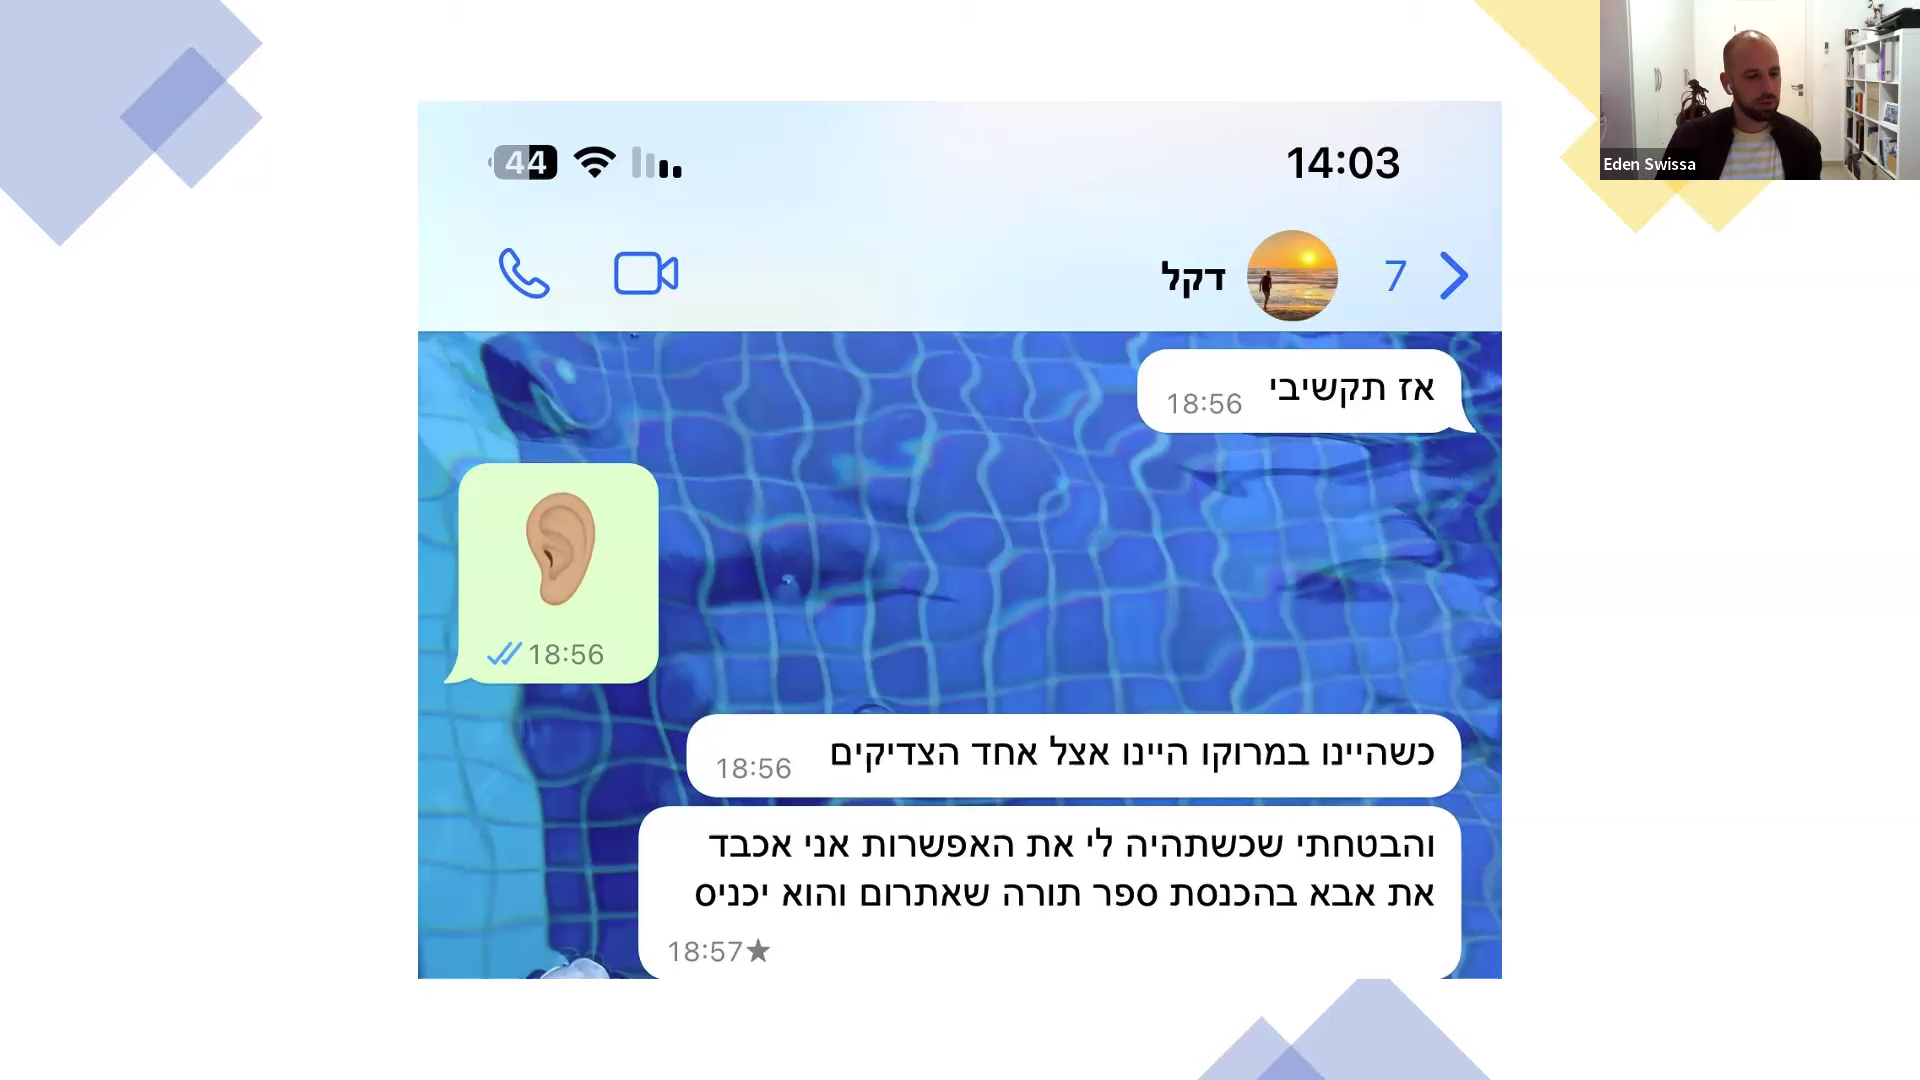 Eden Swissa
14:03
44
7
דקל
אז תקשיבי
18:56
18:56
כשהיינו במרוקו היינו אצל אחד הצדיקים
18:56
והבטחתי שכשתהיה לי את האפשרות אני אכבד
את אבא בהכנסת ספר תורה שאתרום והוא יכניס
18:57